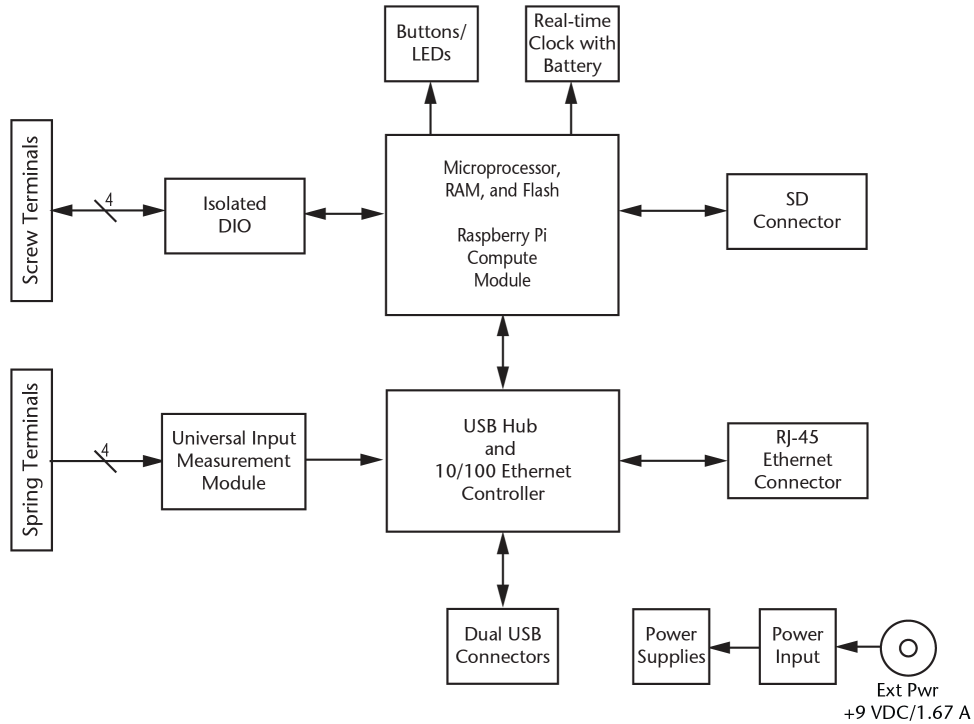 Buttons/
LEDs
Real-time
Clock with
Battery
Screw Terminals
4
Isolated
DIO
Microprocessor,
RAM, and Flash
Raspberry Pi
Compute
Module
SD
Connector
Spring Terminals
4
Universal Input
Measurement
Module
USB Hub
and
10/100 Ethernet
Controller
RJ-45
Ethernet
Connector
Dual USB
Connectors
Power
Supplies
Power
Input
Ext Pwr
+9 VDC/1.67 A